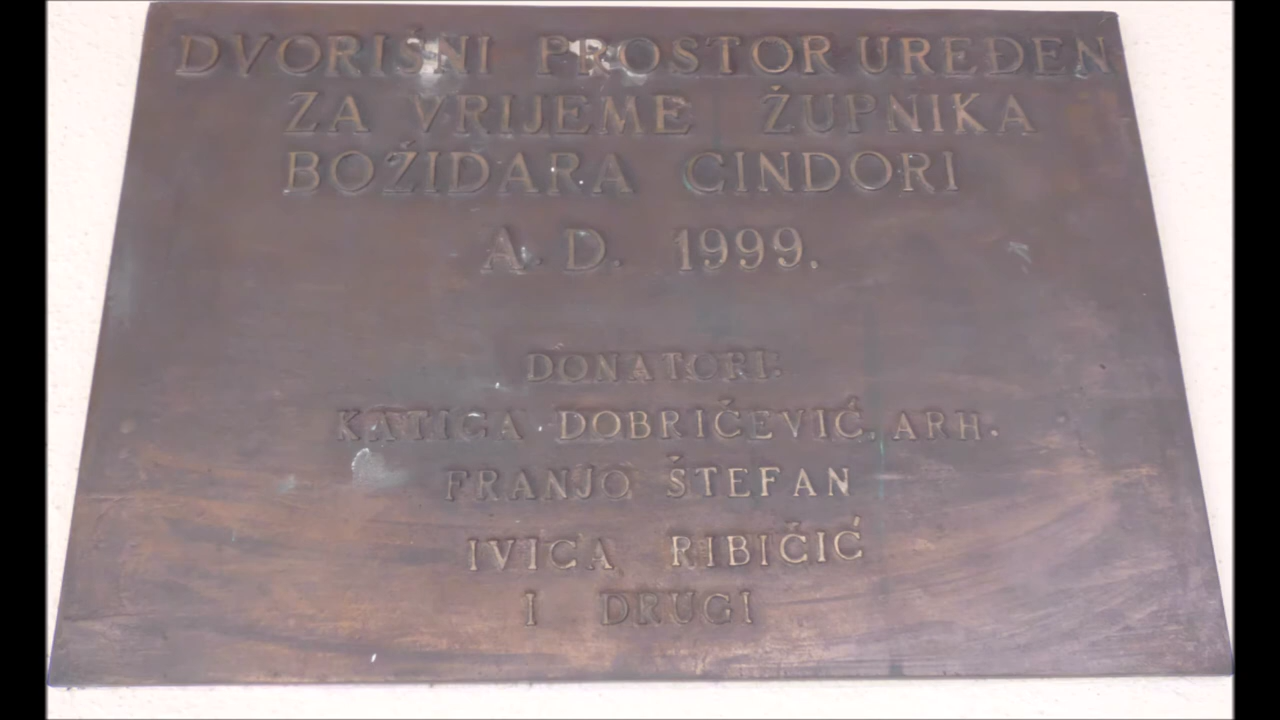 DVORIŠNI PROSTOR UREĐEN
ZA VRIJEME ŽUPNIKA
BOŽIDARA CINDORI
A. D. 1999.
DONATORI:
KATICA DOBRIČEVIĆ, ARH.
FRANJO ŠTEFAN
IVICA RIBIČIĆ
I DRUGI